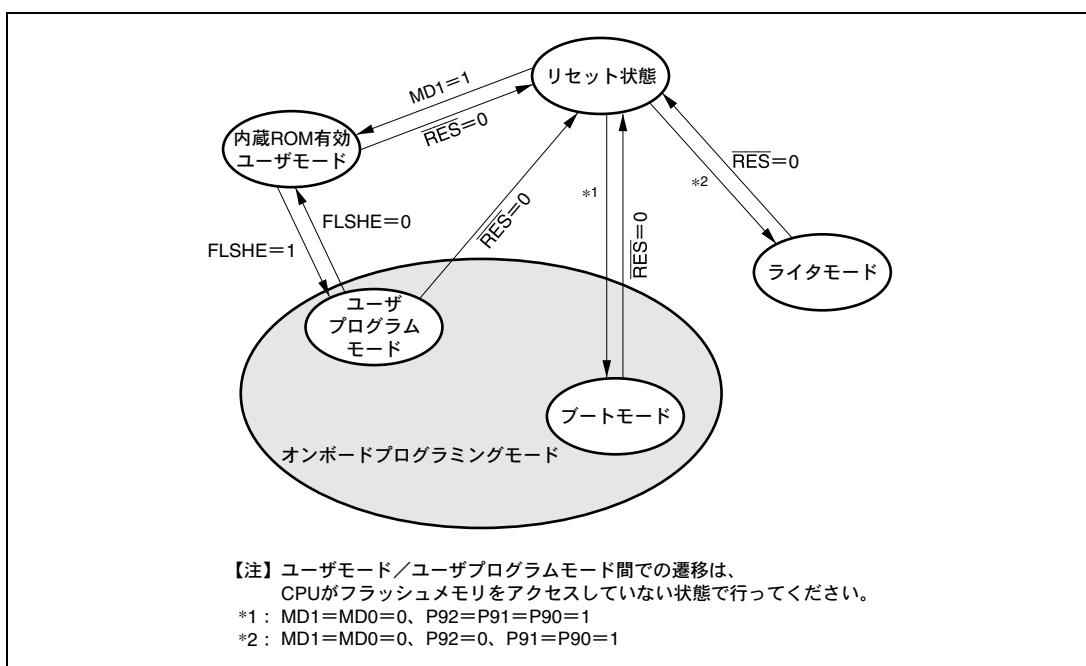 リセット状態
MD1＝1
RES＝0
内蔵ROM有効
ユーザモード
FLSHE＝0
FLSHE＝1
RES＝0
*1
RES＝0
*2
RES＝0
ライタモード
ユーザ
プログラム
モード
ブートモード
オンボードプログラミングモード
【注】 ユーザモード／ユーザプログラムモード間での遷移は、
CPUがフラッシュメモリをアクセスしていない状態で行ってください。
*1： MD1＝MD0＝0、P92＝P91＝P90＝1
*2： MD1＝MD0＝0、P92＝0、P91＝P90＝1